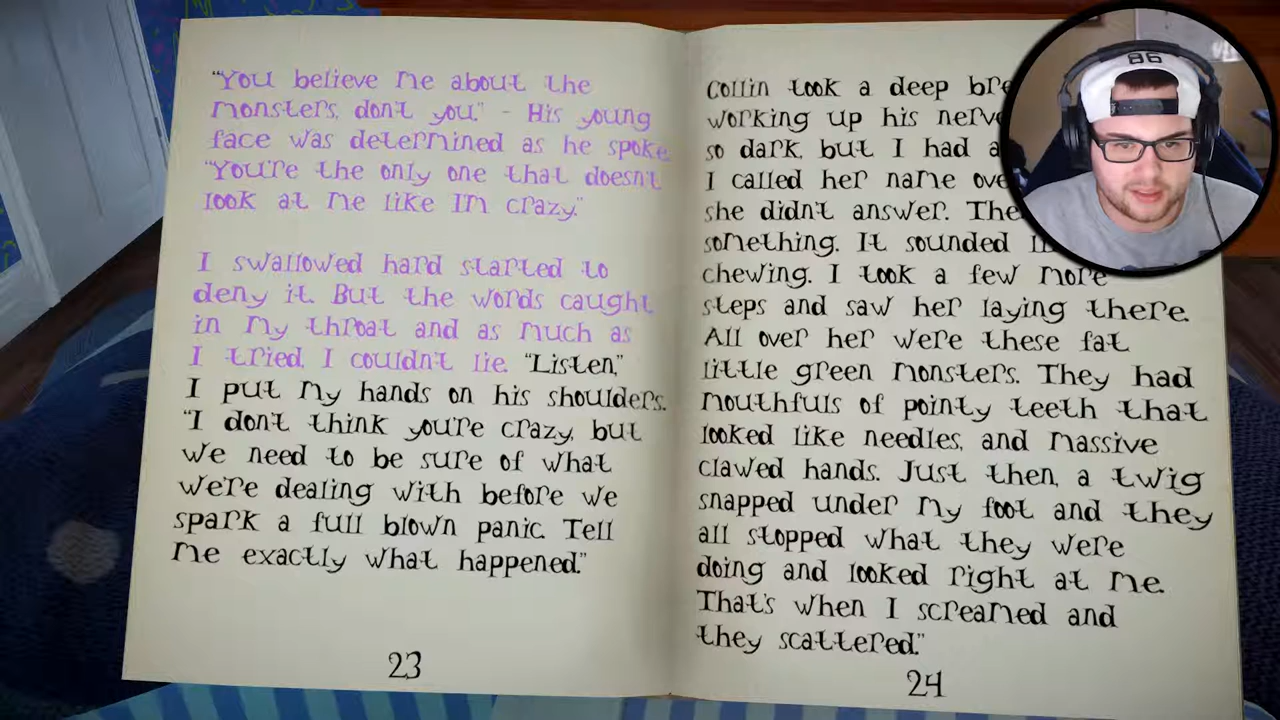 "You believe me about the
monsters, don't you." - His young
face was determined as he spoke.
"You're the only one that doesn't
look at me like I'm crazy."
I swallowed hard started to
deny it. But the words caught
in my throat and as much as
I tried, I couldn't lie. "Listen,"
I put my hands on his shoulders.
"I don't think you're crazy, but
we need to be sure of what
we're dealing with before we
spark a full blown panic. Tell
me exactly what happened."
23
Collin took a deep
working up his
so dark, but I had
I called her name
she didn't answer.
something. It sounded
chewing. I took a few more
steps and saw her laying there.
All over her were these fat
little green monsters. They had
mouthfuls of pointy teeth that
looked like needles, and massive
clawed hands. Just then, a twig
snapped under my foot and they
all stopped what they were
doing and looked right at me.
That's when I screamed and
they scattered."
24
86